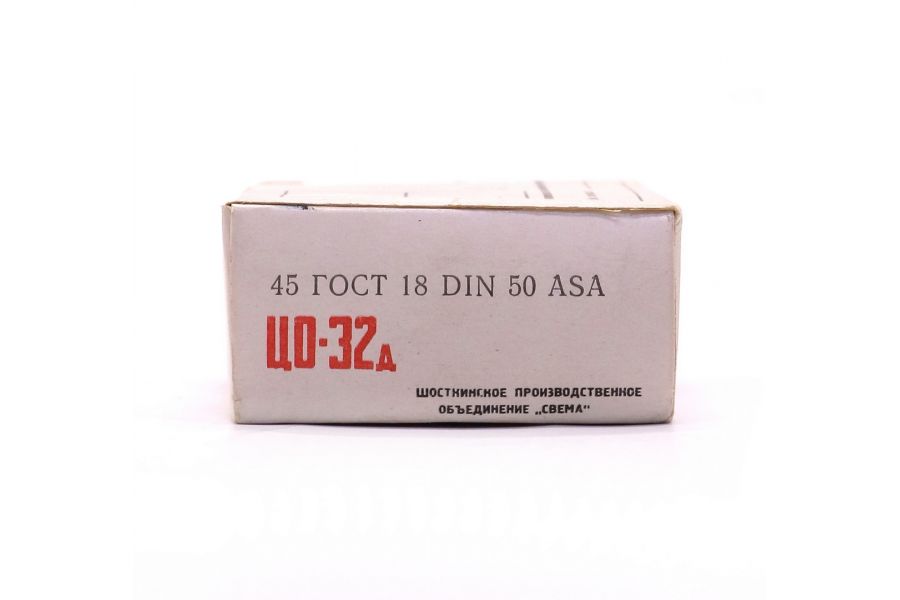 45 ГОСТ 18 DIN 50 ASA
ЦО-32д
ШОСТКИНСКОЕ ПРОИЗВОДСТВЕННОЕ
ОБЪЕДИНЕНИЕ „СВЕМА"